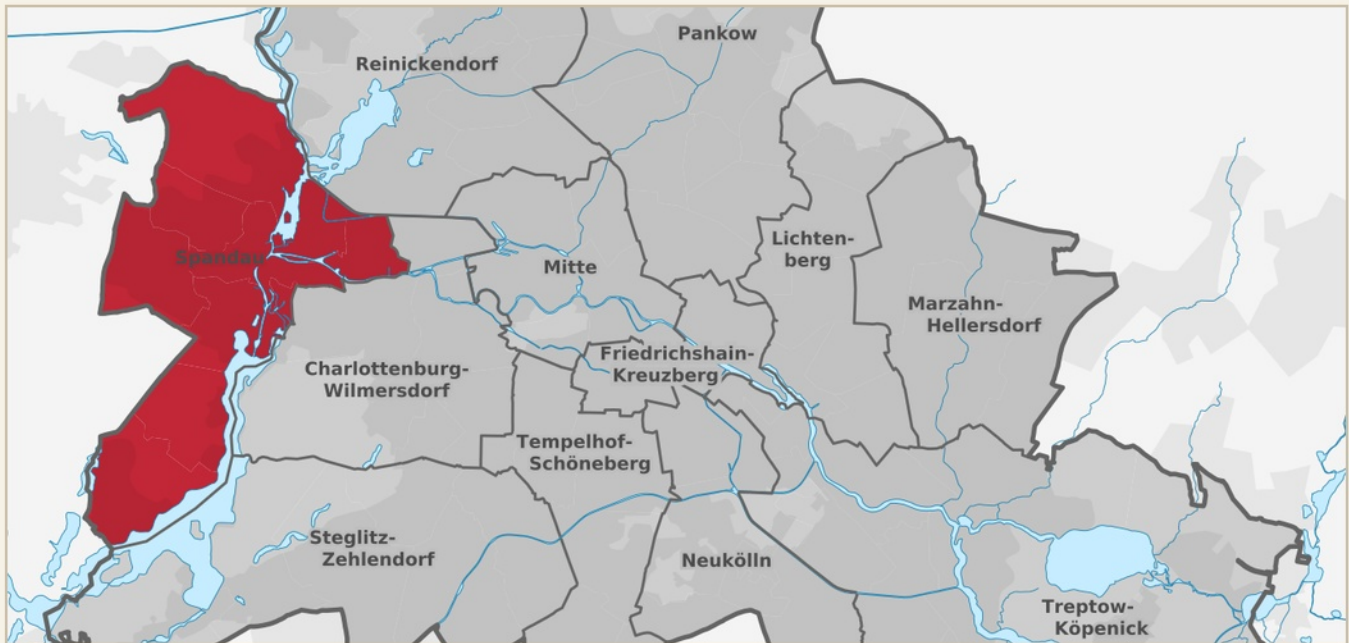 Pankow
Reinickendorf
Spandau
Mitte
Lichten-
berg
Marzahn-
Hellersdorf
Charlottenburg-
Wilmersdorf
Friedrichshain-
Kreuzberg
Tempelhof-
Schöneberg
Steglitz-
Zehlendorf
Neukölln
Treptow-
Köpenick